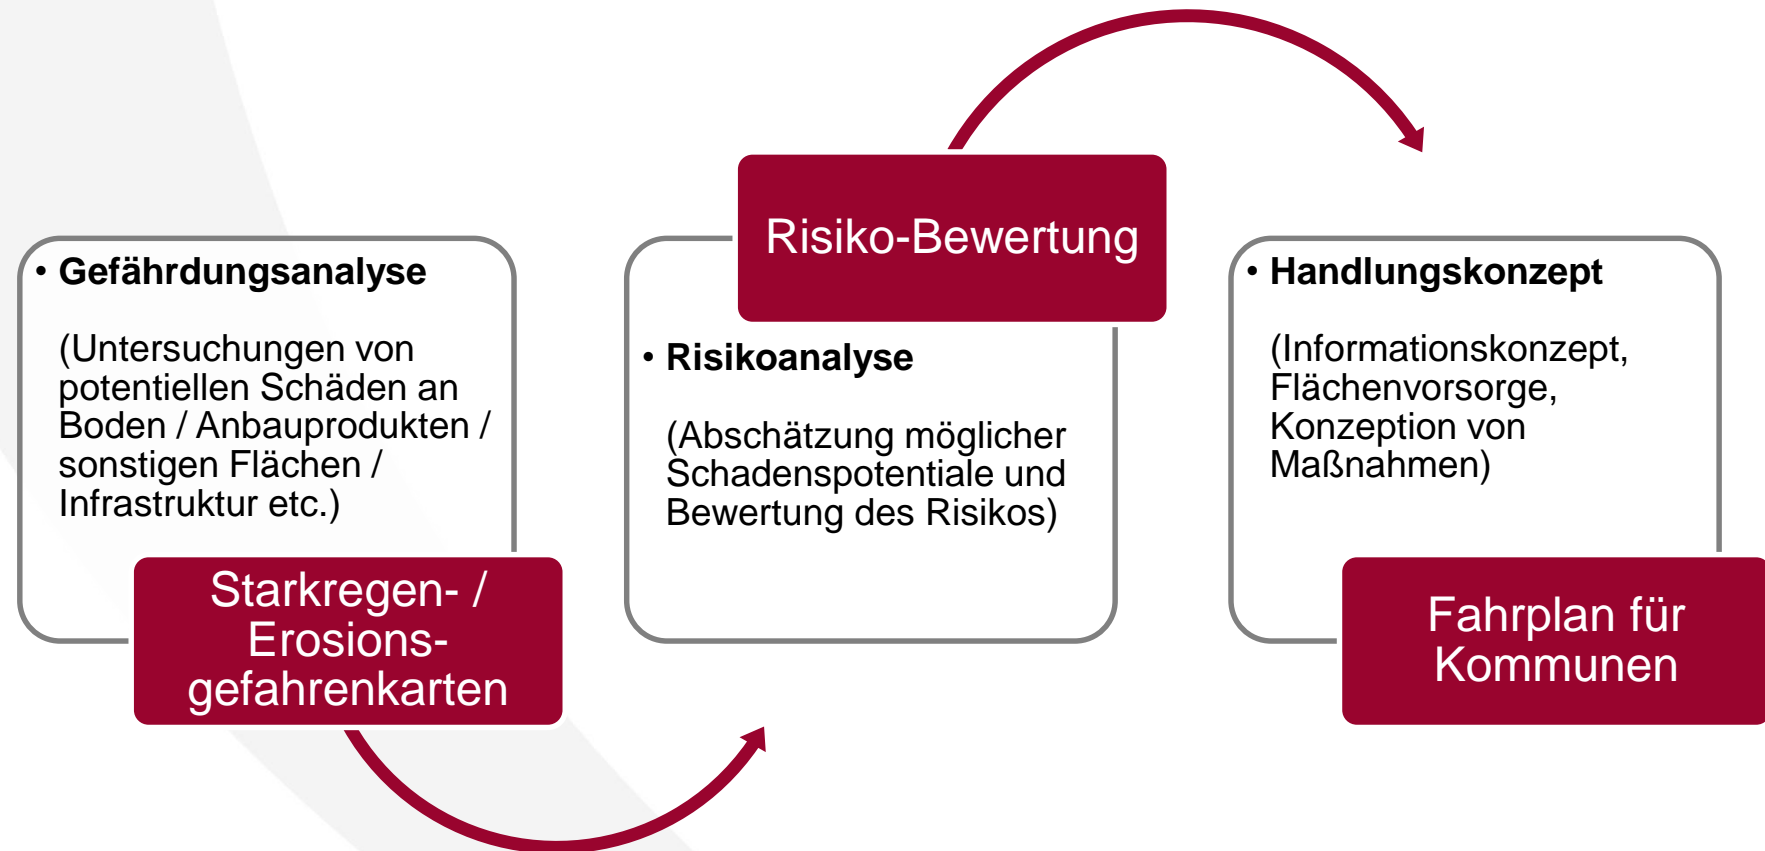 • Gefährdungsanalyse
(Untersuchungen von
potentiellen Schäden an
Boden / Anbauprodukten /
sonstigen Flächen /
Infrastruktur etc.)
Starkregen- /
Erosions-
gefahrenkarten
Risiko-Bewertung
• Risikoanalyse
(Abschätzung möglicher
Schadenspotentiale und
Bewertung des Risikos)
• Handlungskonzept
(Informationskonzept,
Flächenvorsorge,
Konzeption von
Maßnahmen)
Fahrplan für
Kommunen